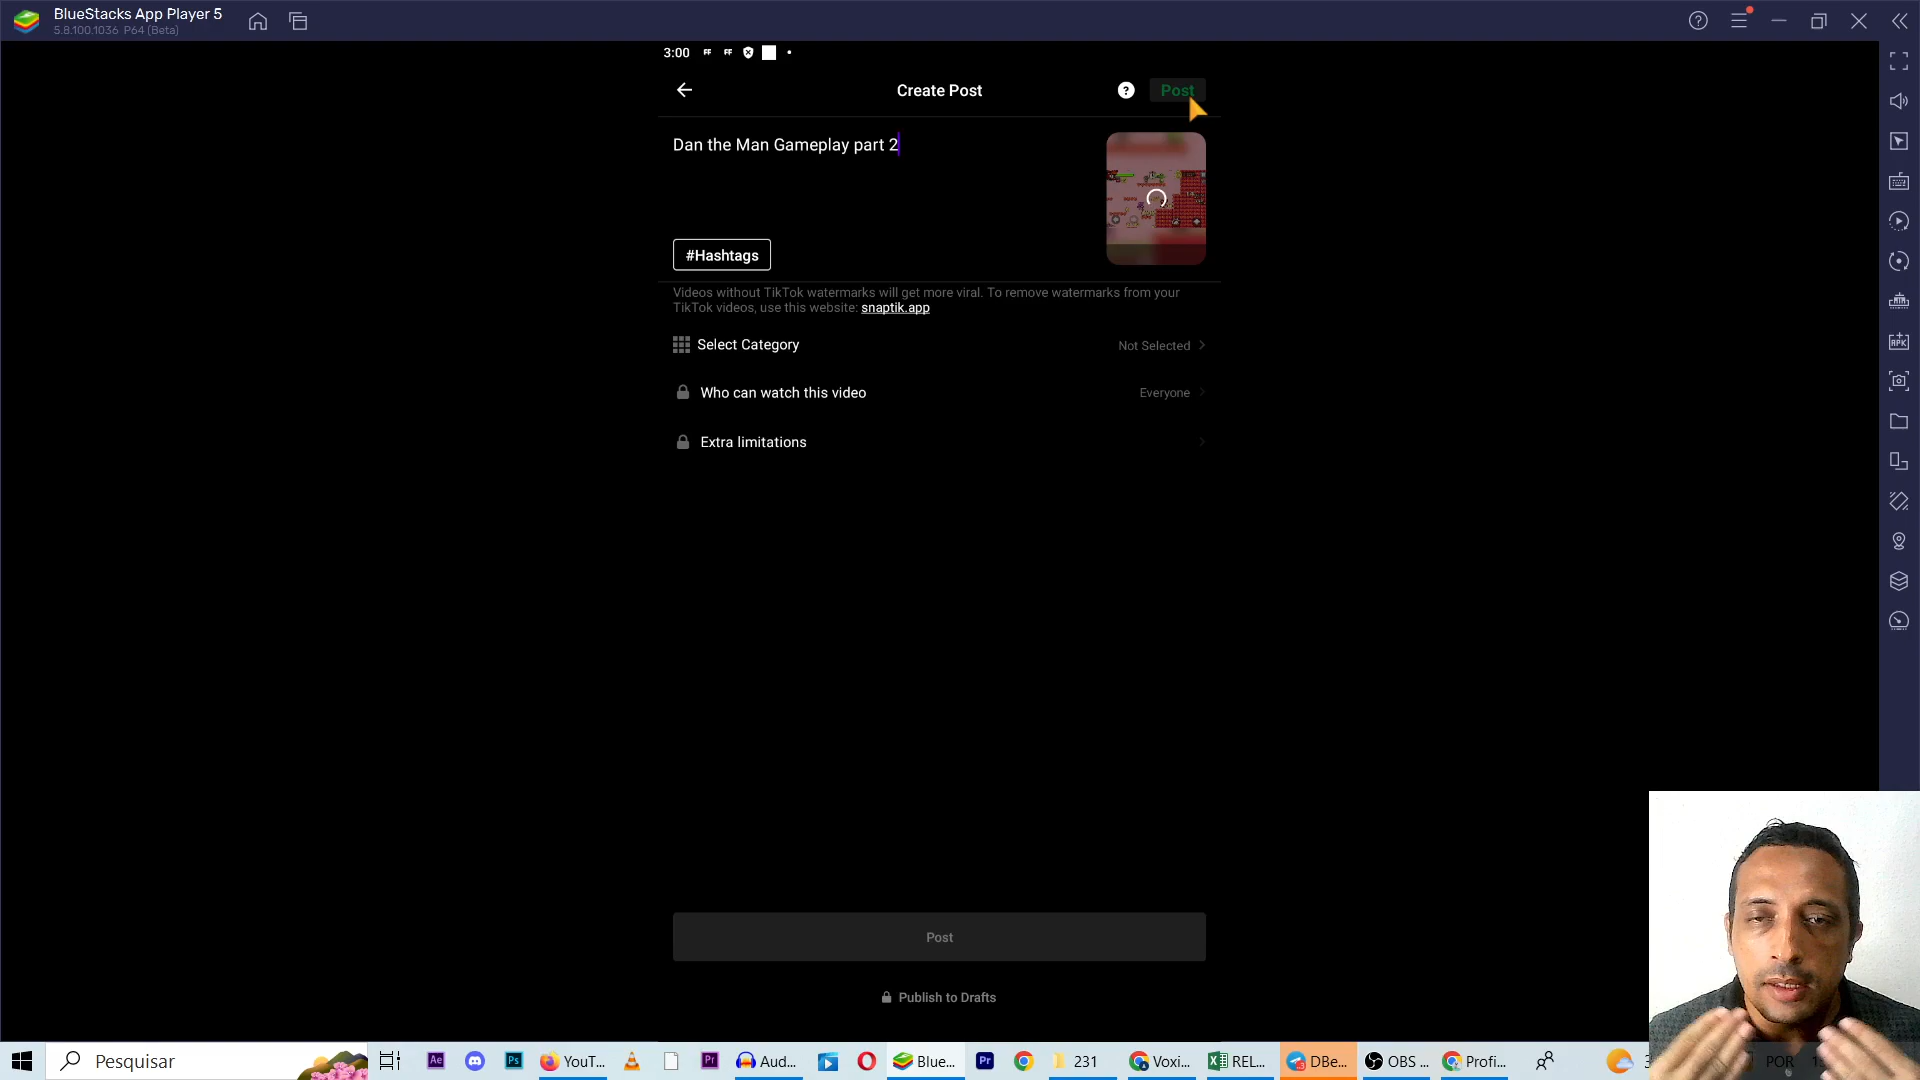 BlueStacks App Player 5
5.8.100.1036 P64 (Beta)
3:00
Create Post
Post
Dan the Man Gameplay part 2
#Hashtags
Videos without TikTok watermarks will get more viral. To remove watermarks from your
TikTok videos, use this website: snaptik.app
Select Category
Not Selected
Who can watch this video
Everyone
Extra limitations
Post
Publish to Drafts
Pesquisar
YouT...
Aud...
Blue...
231
Voxi...
REL...
DBe...
OBS ...
Profi...
POR